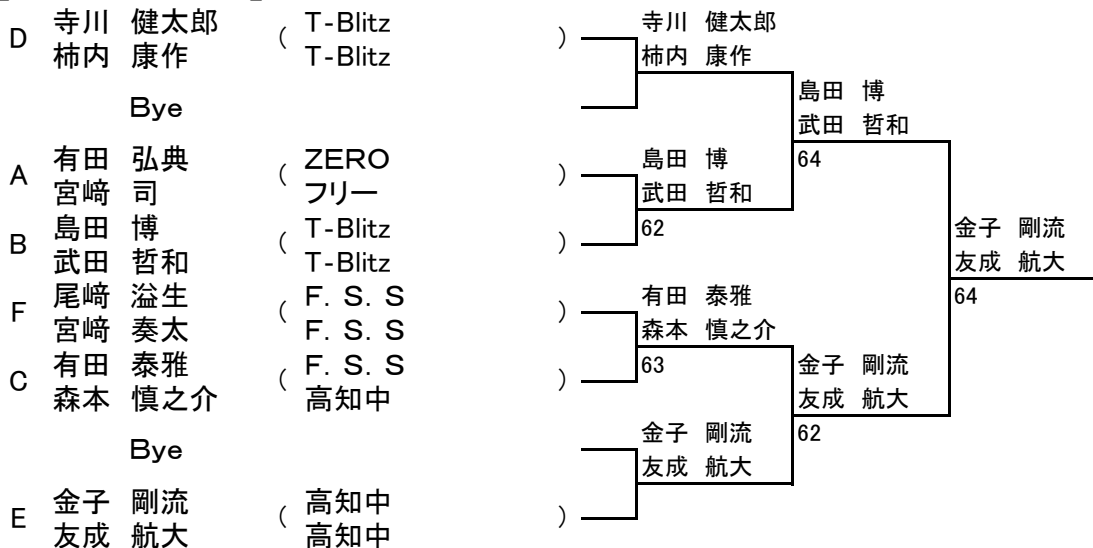 D 寺川 健太郎 ( T-Blitz )
柿内 康作 T-Blitz
Bye
A 有田 弘典 ( ZERO )
宮﨑 司 フリー
B 島田 博 ( T-Blitz )
武田 哲和 T-Blitz
F 尾﨑 溢生 ( F. S. S )
宮﨑 奏太 F. S. S
C 有田 泰雅 ( F. S. S )
森本 慎之介 高知中
Bye
E 金子 剛流 ( 高知中 )
友成 航大 高知中
寺川 健太郎
柿内 康作
島田 博
武田 哲和
62
有田 泰雅
森本 慎之介
63
金子 剛流
友成 航大
島田 博
武田 哲和
64
金子 剛流
友成 航大
62
金子 剛流
友成 航大
64